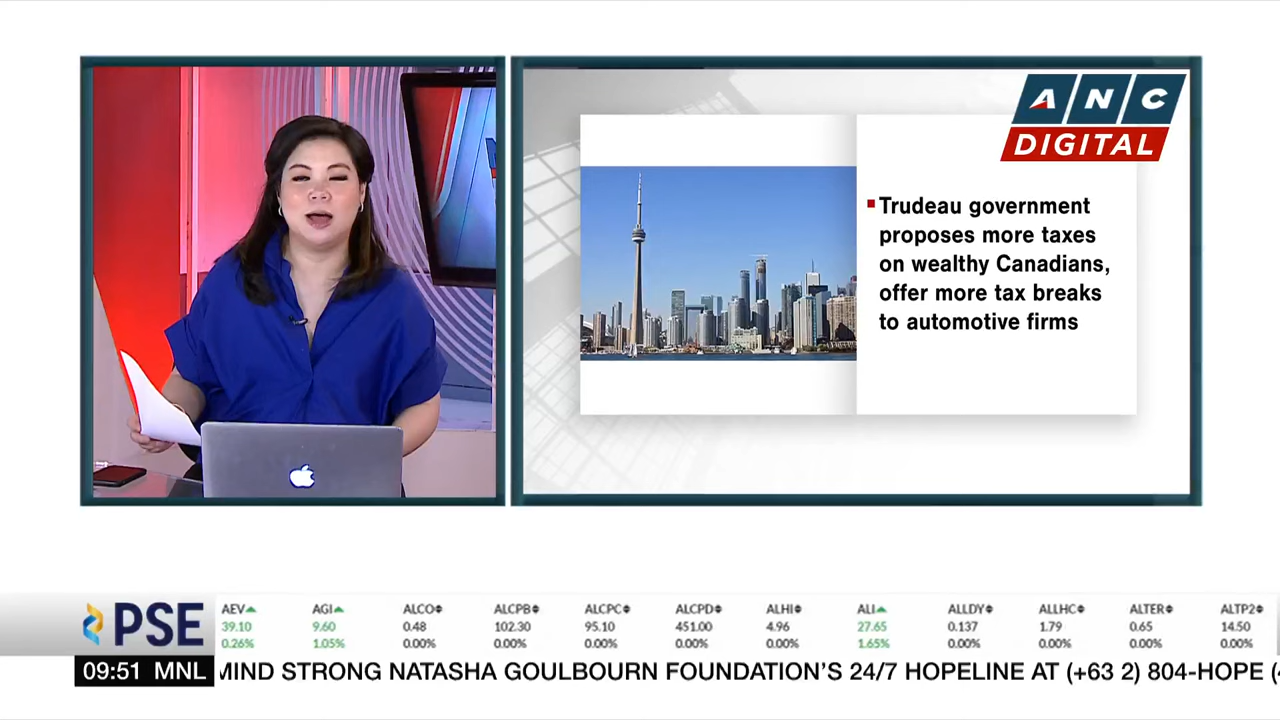 ANC
DIGITAL
Trudeau government
proposes more taxes
on wealthy Canadians,
offer more tax breaks
to automotive firms
PSE
AEV AGI ALCO ALCPB ALCPC ALCPD ALHI ALI ALLDY ALLHC ALTER ALTP2
39.10 9.60 0.48 102.30 95.10 451.00 4.96 27.65 0.137 1.79 0.65 14.50
0.26% 1.05% 0.00% 0.00% 0.00% 0.00% 0.00% 1.65% 0.00% 0.00% 0.00% 0.00%
09:51 MNL MIND STRONG NATASHA GOULBOURN FOUNDATION'S 24/7 HOPELINE AT (+63 2) 804-HOPE (